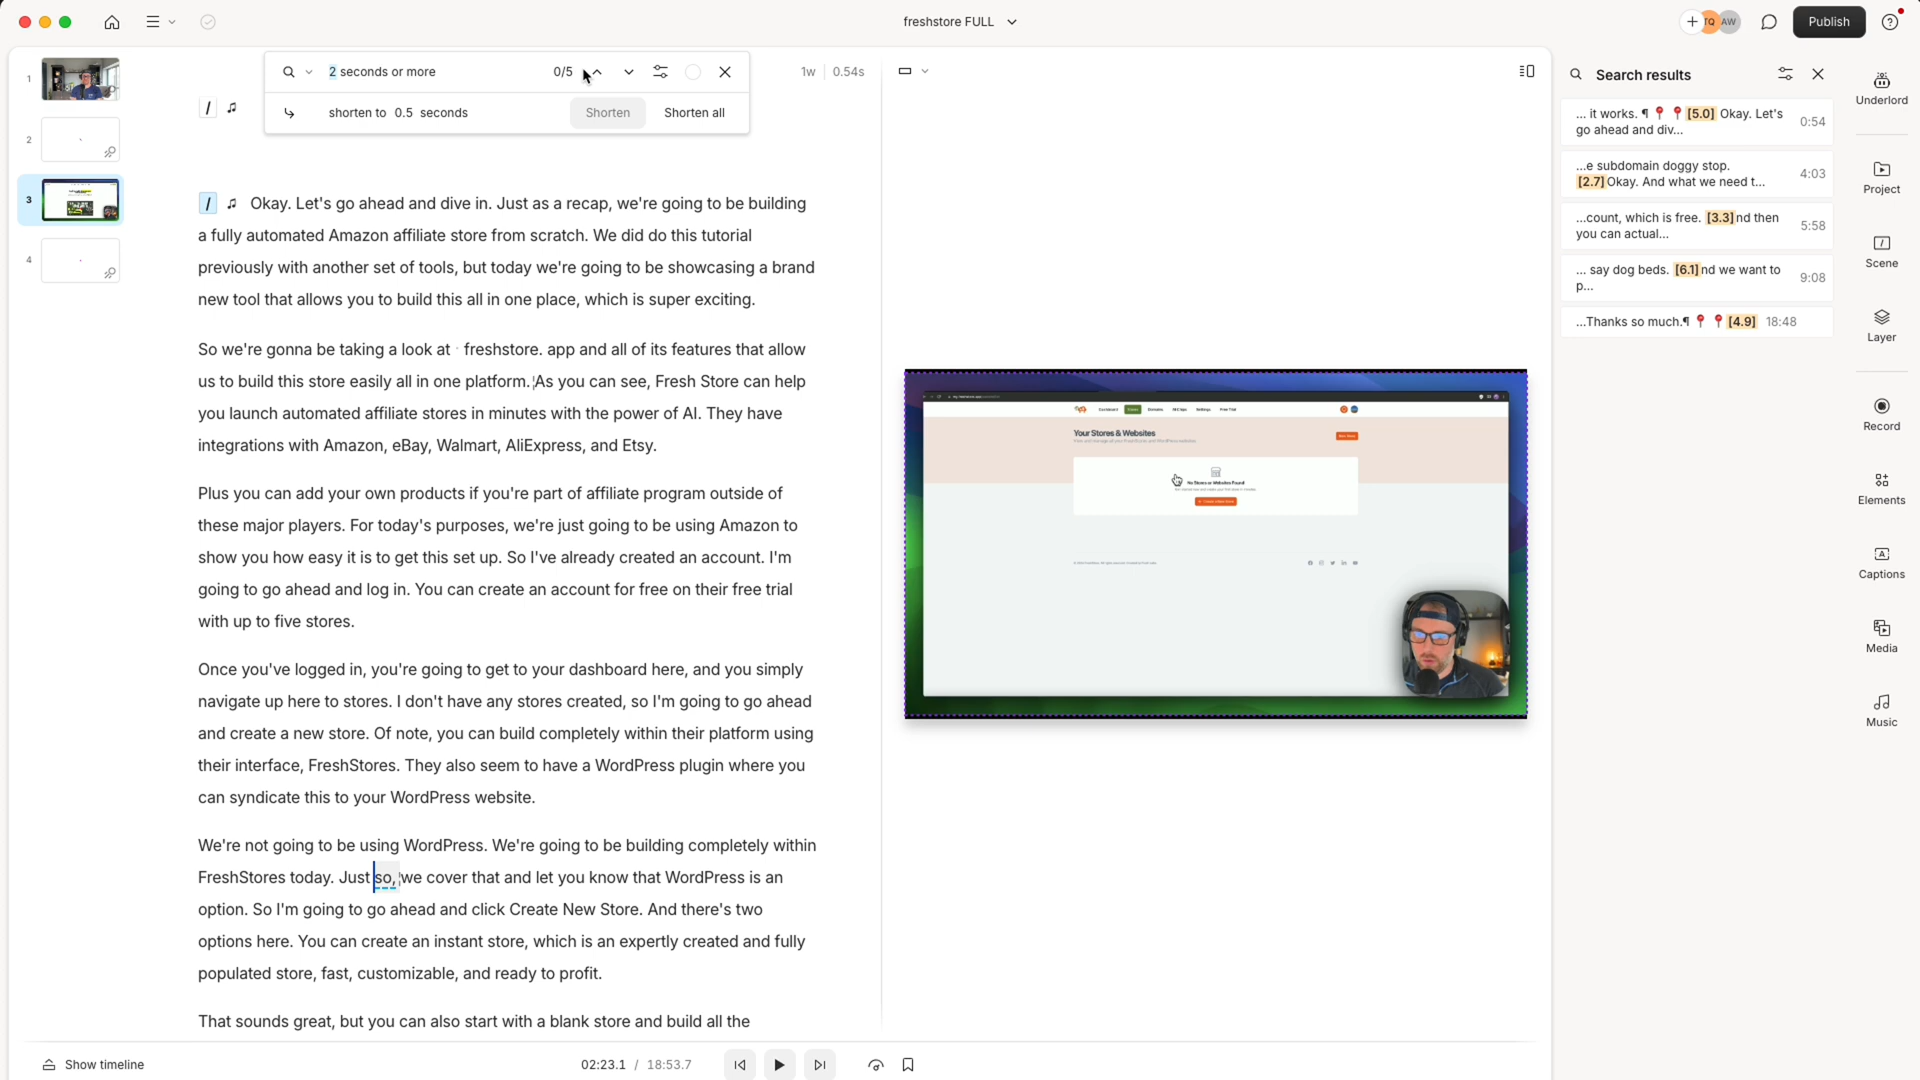 freshstore FULL
TQ
AW
Publish
1
2
3
4
2 seconds or more
0/5
shorten to 0.5 seconds
Shorten
Shorten all
1w
0.54s
/
/ Okay. Let's go ahead and dive in. Just as a recap, we're going to be building
a fully automated Amazon affiliate store from scratch. We did do this tutorial
previously with another set of tools, but today we're going to be showcasing a brand
new tool that allows you to build this all in one place, which is super exciting.
So we're gonna be taking a look at · freshstore. app and all of its features that allow
us to build this store easily all in one platform. As you can see, Fresh Store can help
you launch automated affiliate stores in minutes with the power of AI. They have
integrations with Amazon, eBay, Walmart, AliExpress, and Etsy.
Plus you can add your own products if you're part of affiliate program outside of
these major players. For today's purposes, we're just going to be using Amazon to
show you how easy it is to get this set up. So I've already created an account. I'm
going to go ahead and log in. You can create an account for free on their free trial
with up to five stores.
Once you've logged in, you're going to get to your dashboard here, and you simply
navigate up here to stores. I don't have any stores created, so I'm going to go ahead
and create a new store. Of note, you can build completely within their platform using
their interface, FreshStores. They also seem to have a WordPress plugin where you
can syndicate this to your WordPress website.
We're not going to be using WordPress. We're going to be building completely within
FreshStores today. Just so, we cover that and let you know that WordPress is an
option. So I'm going to go ahead and click Create New Store. And there's two
options here. You can create an instant store, which is an expertly created and fully
populated store, fast, customizable, and ready to profit.
That sounds great, but you can also start with a blank store and build all the
Dashboard
Stores
Domains
Settings
Free Trial
Your Stores & Websites
No Stores or Websites Found
Search results
... it works. ¶ 📍 📍 [5.0] Okay. Let's
go ahead and div...
0:54
...e subdomain doggy stop.
[2.7] Okay. And what we need t...
4:03
...count, which is free. [3.3] nd then
you can actual...
5:58
... say dog beds. [6.1] nd we want to
p...
9:08
...Thanks so much.¶ 📍 📍 [4.9] 18:48
Underlord
Project
Scene
Layer
Record
Elements
Captions
Media
Music
Show timeline
02:23.1 / 18:53.7